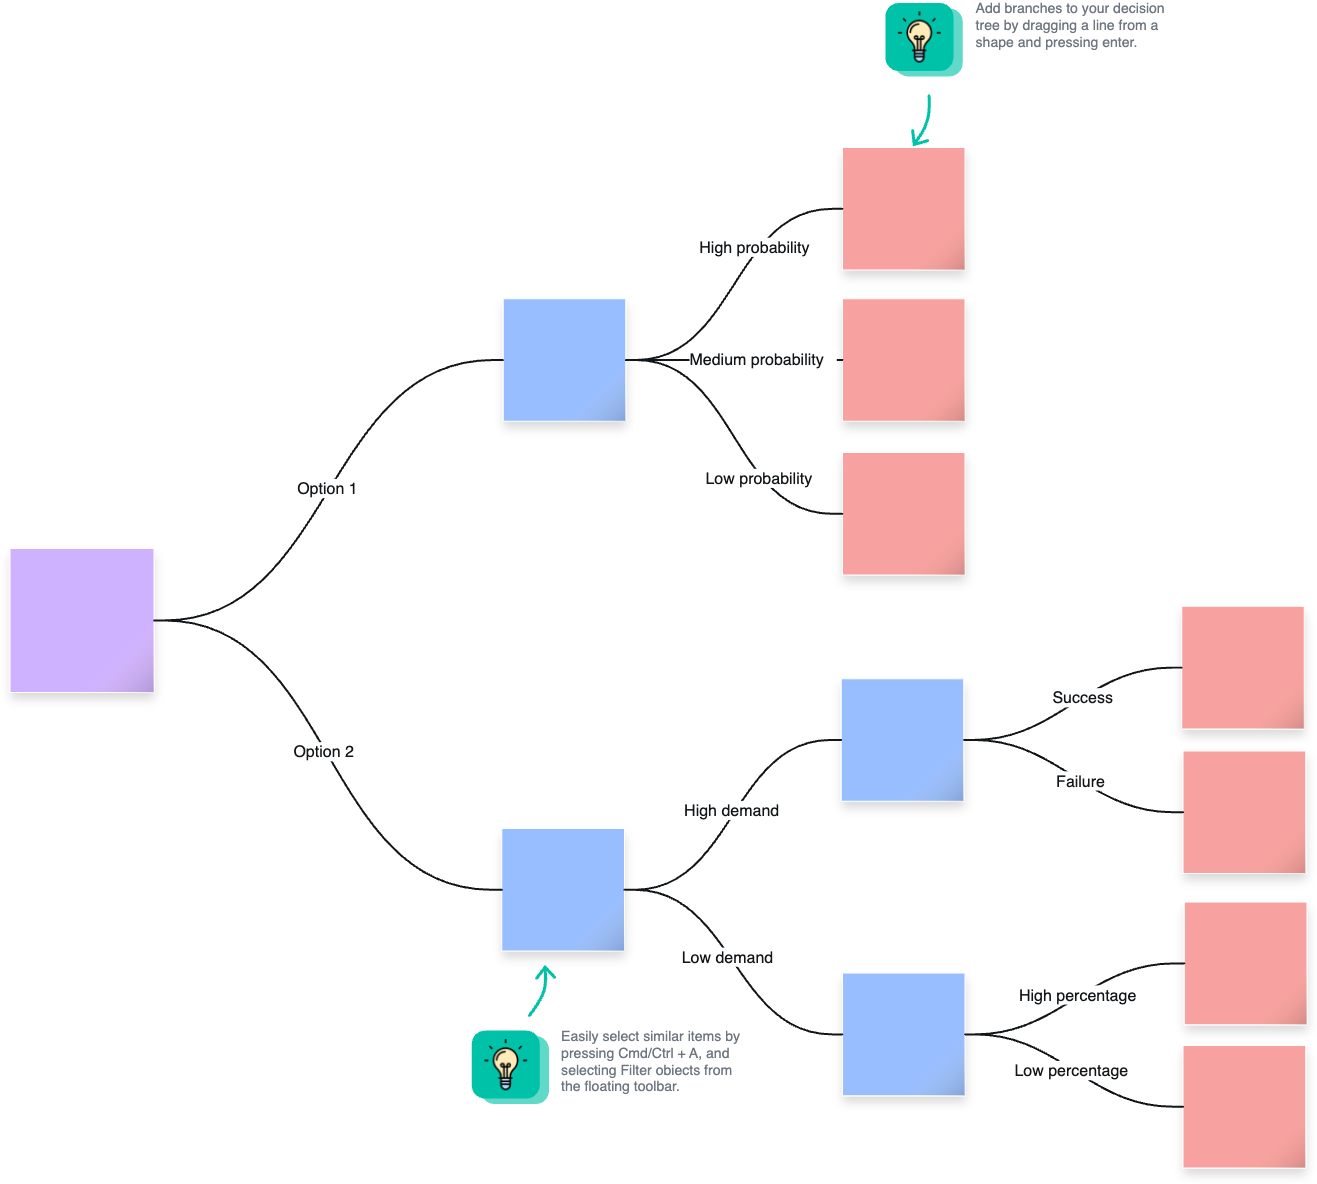 Add branches to your decision
tree by dragging a line from a
shape and pressing enter.
High probability
Medium probability
Low probability
Option 1
Option 2
Success
Failure
High demand
Low demand
High percentage
Low percentage
Easily select similar items by
pressing Cmd/Ctrl + A, and
selecting Filter objects from
the floating toolbar.